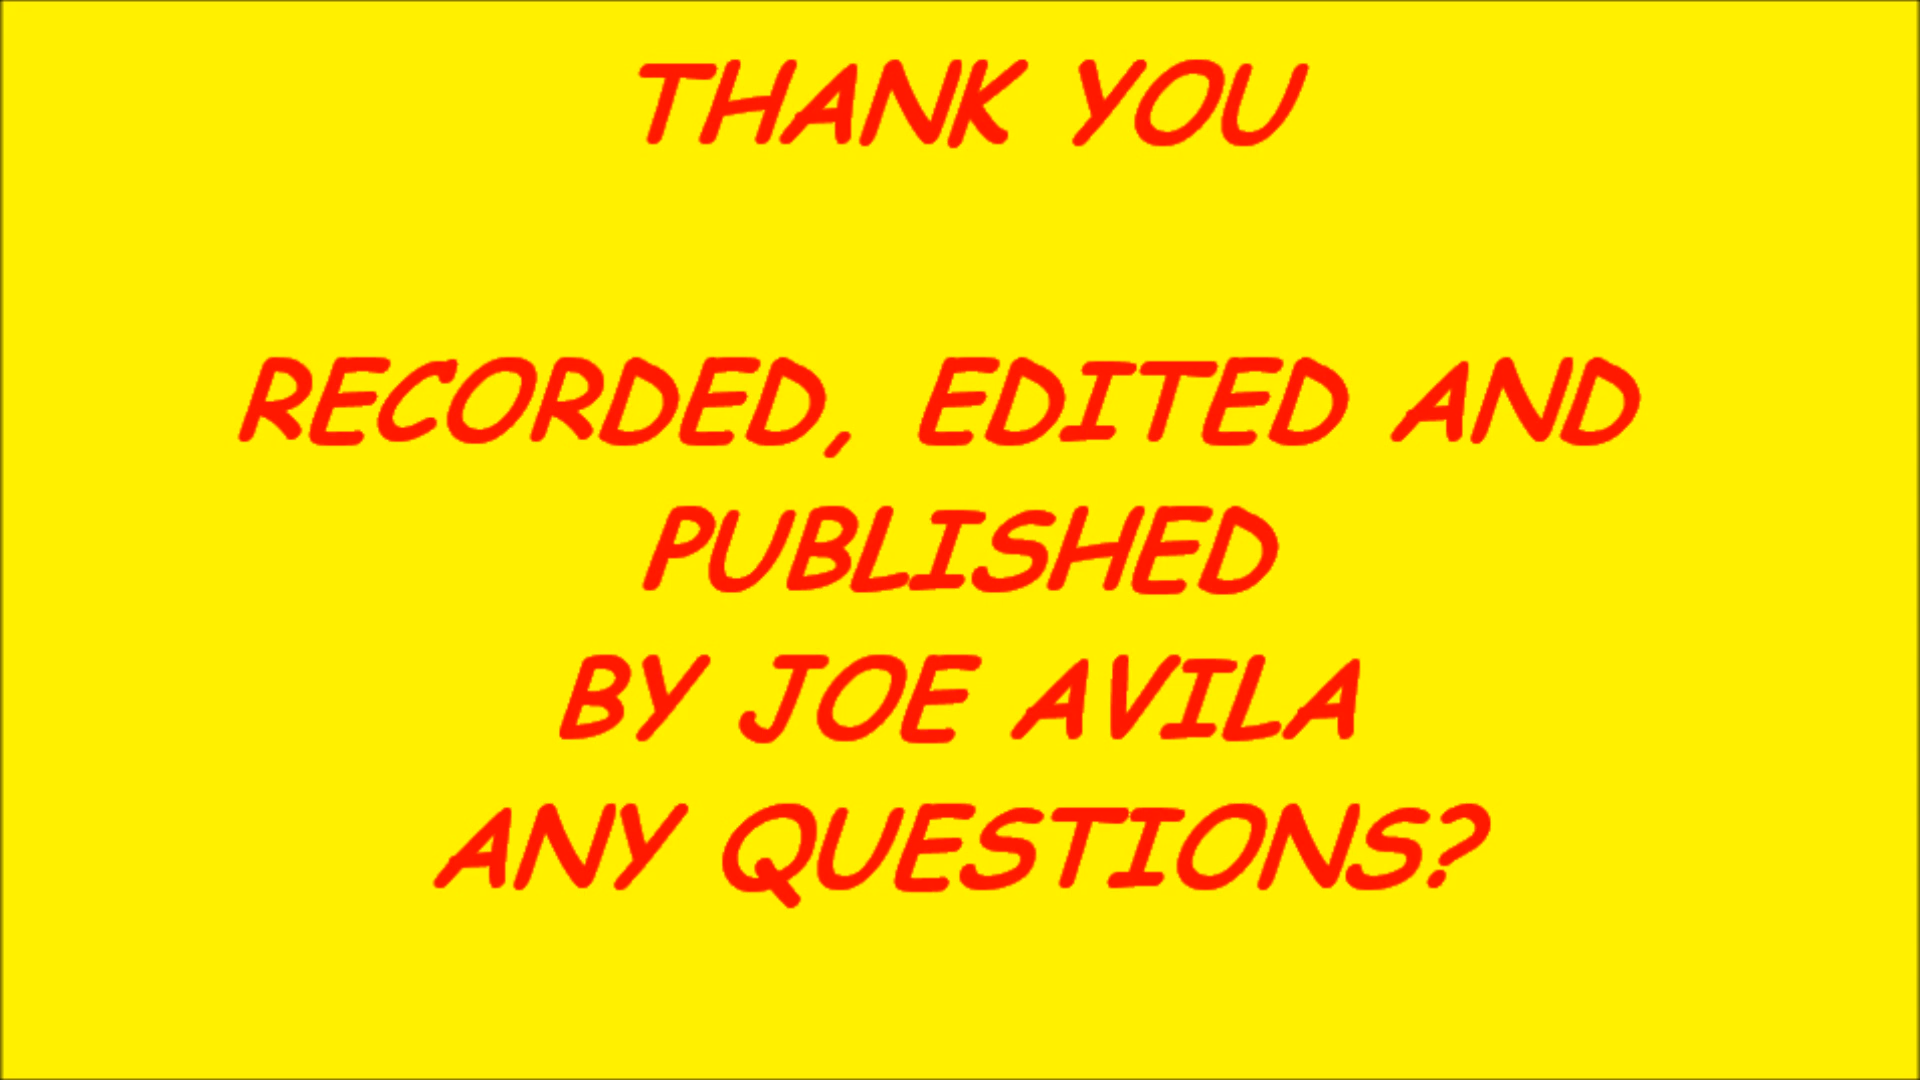 THANK YOU
RECORDED, EDITED AND
PUBLISHED
BY JOE AVILA
ANY QUESTIONS?